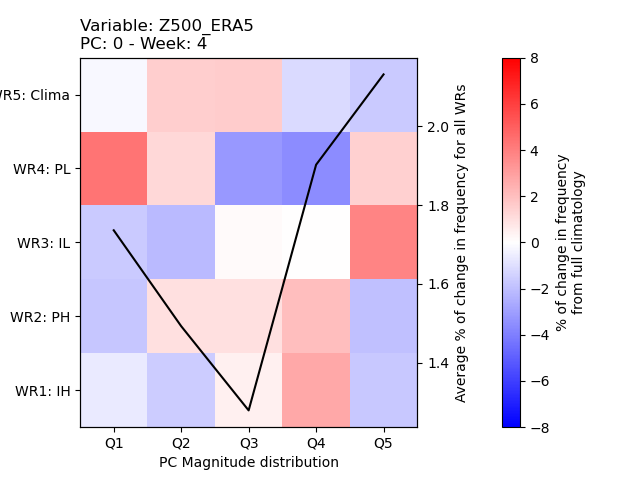 Variable: Z500_ERA5
PC: 0 - Week: 4
WR5: Clima
WR4: PL
WR3: IL
WR2: PH
WR1: IH
Q1 Q2 Q3 Q4 Q5
PC Magnitude distribution
2.0
1.8
1.6
1.4
Average % of change in frequency for all WRs
8
6
4
2
0
−2
−4
−6
−8
% of change in frequency
from full climatology